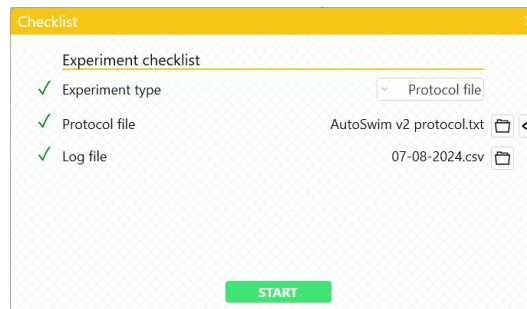 Checklist
Experiment checklist
Experiment type Protocol file
Protocol file AutoSwim v2 protocol.txt
Log file 07-08-2024.csv
START